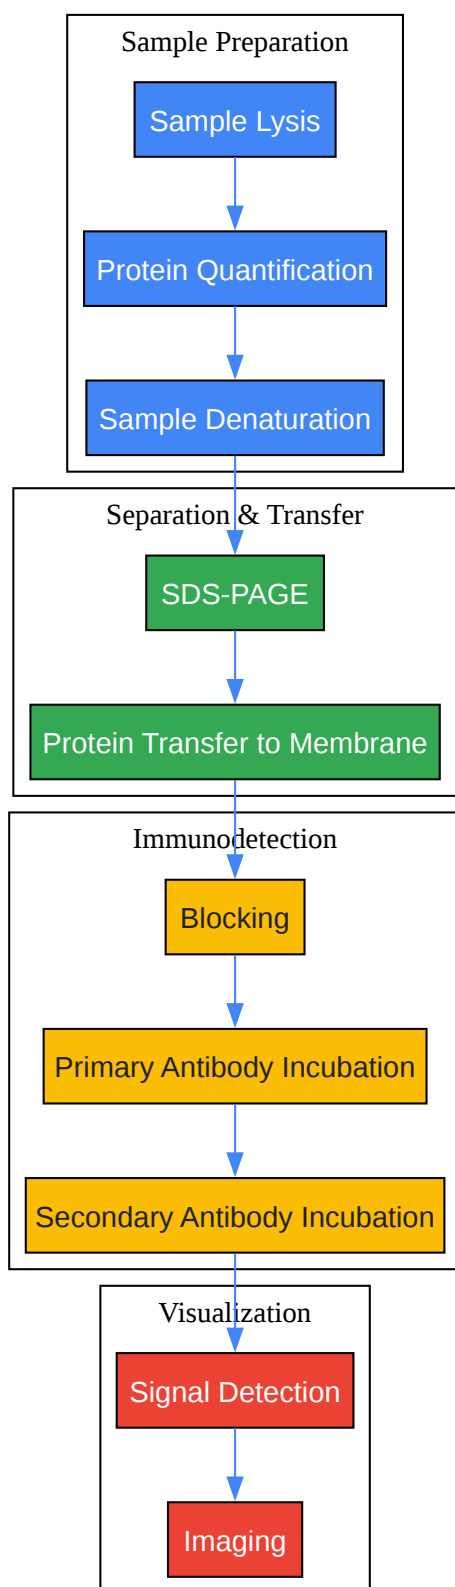 Sample Preparation
Sample Lysis
Protein Quantification
Sample Denaturation
Separation & Transfer
SDS-PAGE
Protein Transfer to Membrane
Immunodetection
Blocking
Primary Antibody Incubation
Secondary Antibody Incubation
Visualization
Signal Detection
Imaging